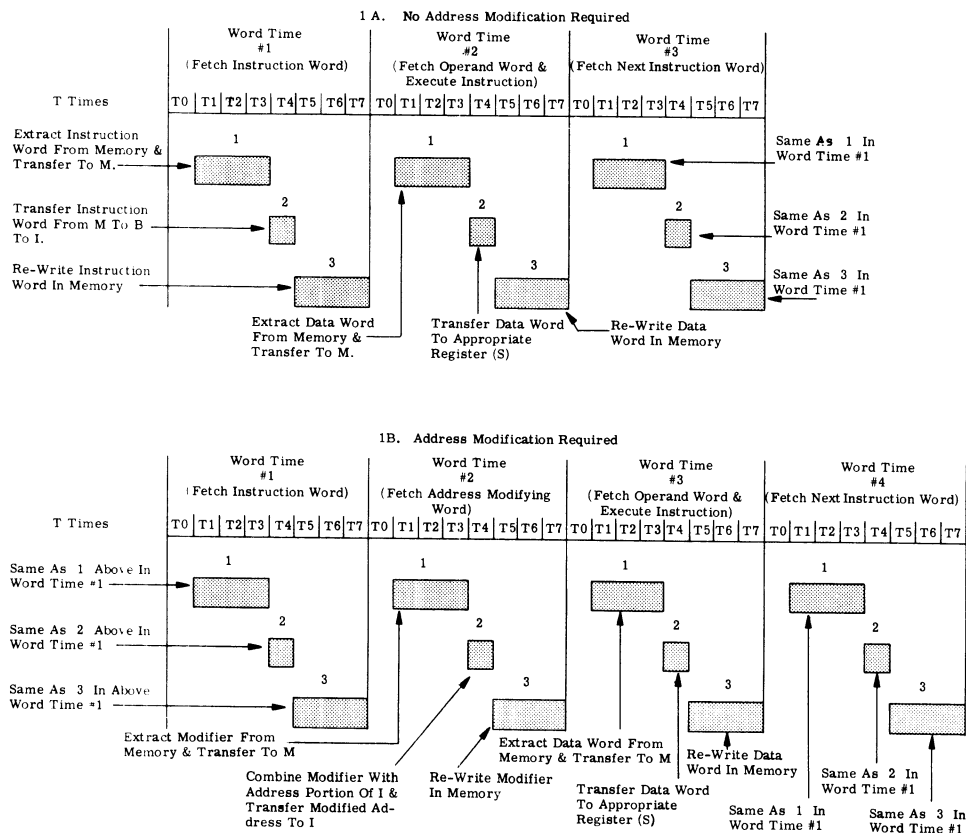 1 A. No Address Modification Required
Word Time
#1
(Fetch Instruction Word)
Word Time
#2
(Fetch Operand Word &
Execute Instruction)
Word Time
#3
(Fetch Next Instruction Word)
T Times
T0 T1 T2 T3 T4 T5 T6 T7 T0 T1 T2 T3 T4 T5 T6 T7 T0 T1 T2 T3 T4 T5 T6 T7
Extract Instruction
Word From Memory &
Transfer To M.
1
1
1
Same As 1 In
Word Time #1
Transfer Instruction
Word From M To B
To I.
2
2
2
Same As 2 In
Word Time #1
Re-Write Instruction
Word In Memory
3
3
3
Same As 3 In
Word Time #1
Extract Data Word
From Memory &
Transfer To M.
Transfer Data Word
To Appropriate
Register (S)
Re-Write Data
Word In Memory
1B. Address Modification Required
Word Time
#1
(Fetch Instruction Word)
Word Time
#2
(Fetch Address Modifying
Word)
Word Time
#3
(Fetch Operand Word &
Execute Instruction)
Word Time
#4
(Fetch Next Instruction Word)
T Times
T0 T1 T2 T3 T4 T5 T6 T7 T0 T1 T2 T3 T4 T5 T6 T7 T0 T1 T2 T3 T4 T5 T6 T7 T0 T1 T2 T3 T4 T5 T6 T7
Same As 1 Above In
Word Time #1
1
1
1
1
Same As 2 Above In
Word Time #1
2
2
2
2
Same As 3 In Above
Word Time #1
3
3
3
3
Extract Modifier From
Memory & Transfer To M
Combine Modifier With
Address Portion Of I &
Transfer Modified Ad-
dress To I
Re-Write Modifier
In Memory
Extract Data Word From
Memory & Transfer To M
Transfer Data Word
To Appropriate
Register (S)
Re-Write Data
Word In Memory
Same As 1 In
Word Time #1
Same As 2 In
Word Time #1
Same As 3 In
Word Time #1